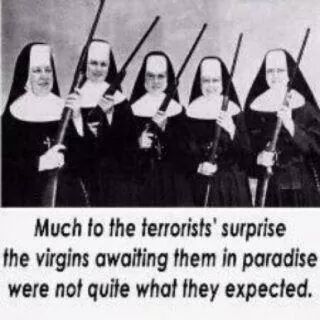 Much to the terrorists' surprise
the virgins awaiting them in paradise
were not quite what they expected.